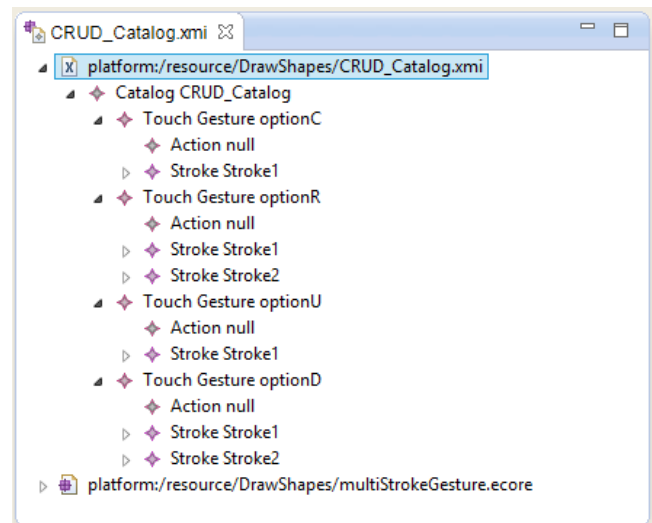 CRUD_Catalog.xmi
platform:/resource/DrawShapes/CRUD_Catalog.xmi
Catalog CRUD_Catalog
Touch Gesture optionC
Action null
Stroke Stroke1
Touch Gesture optionR
Action null
Stroke Stroke1
Stroke Stroke2
Touch Gesture optionU
Action null
Stroke Stroke1
Touch Gesture optionD
Action null
Stroke Stroke1
Stroke Stroke2
platform:/resource/DrawShapes/multiStrokeGesture.ecore